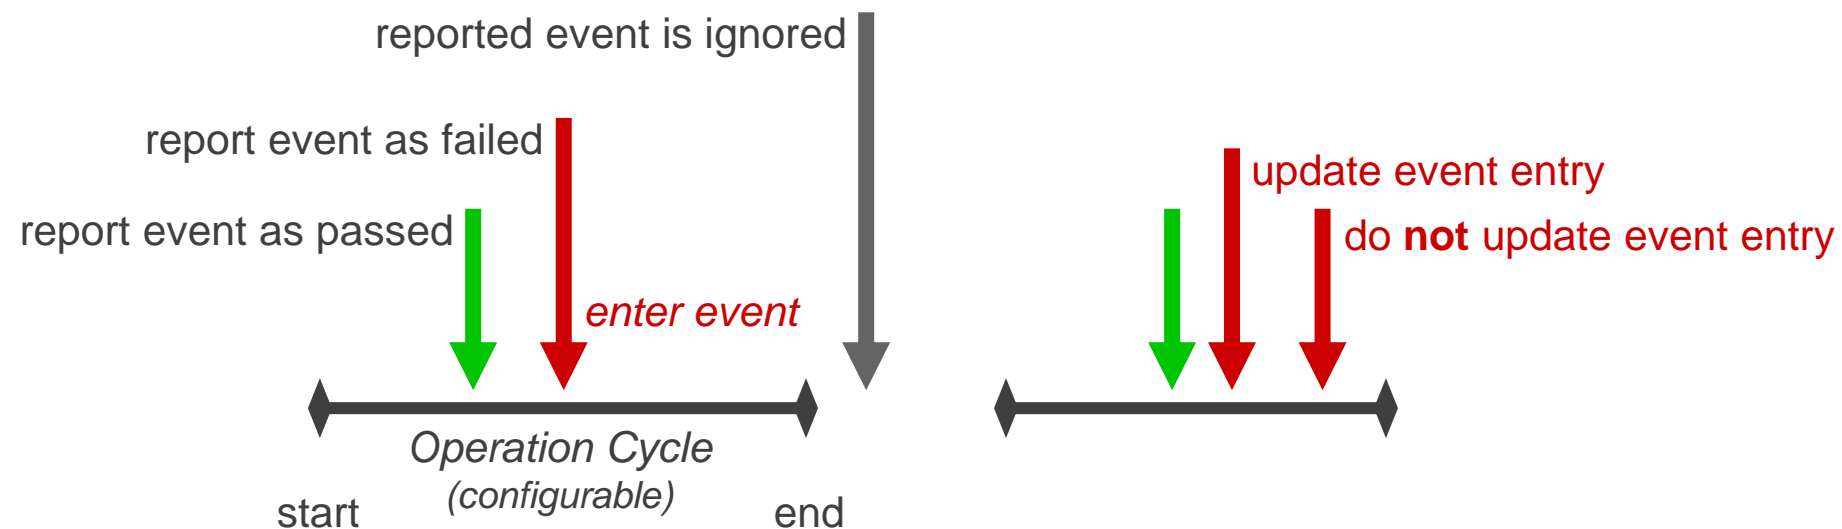 reported event is ignored
report event as failed
update event entry
report event as passed
do not update event entry
enter event
Operation Cycle
(configurable)
start
end